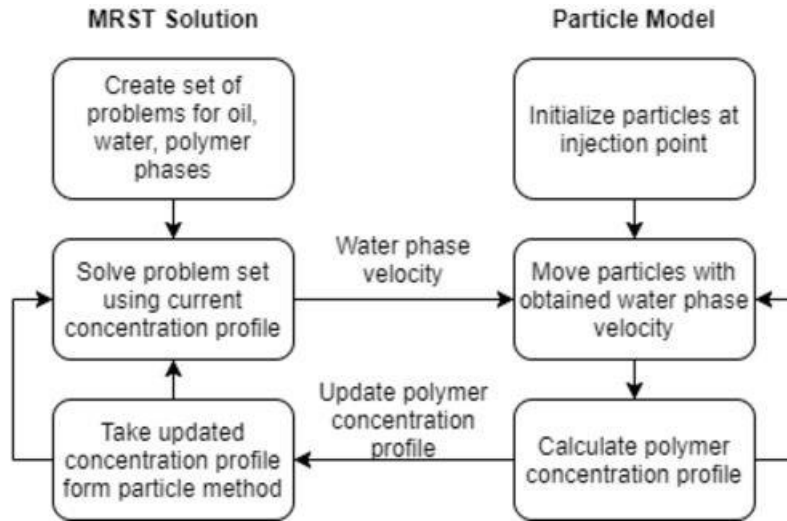 MRST Solution
Particle Model
Create set of
problems for oil,
water, polymer
phases
Initialize particles at
injection point
Solve problem set
using current
concentration profile
Water phase
velocity
Move particles with
obtained water phase
velocity
Take updated
concentration profile
form particle method
Update polymer
concentration
profile
Calculate polymer
concentration profile